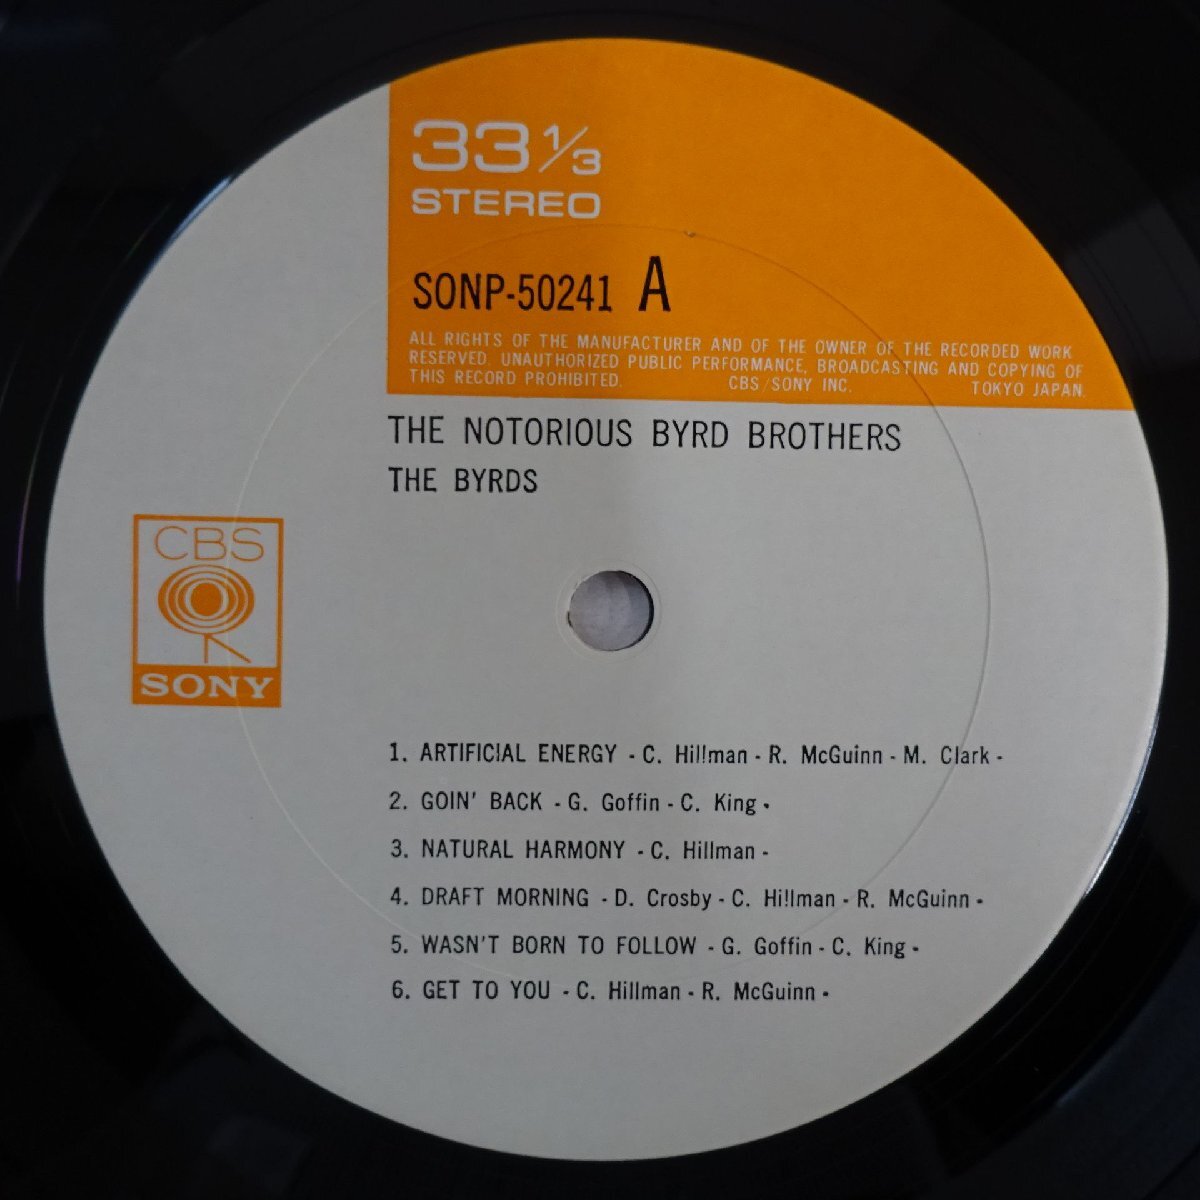 33 1/3
STEREO
SONP-50241 A
ALL RIGHTS OF THE MANUFACTURER AND OF THE OWNER OF THE RECORDED WORK
RESERVED. UNAUTHORIZED PUBLIC PERFORMANCE, BROADCASTING AND COPYING OF
THIS RECORD PROHIBITED. CBS/SONY INC. TOKYO JAPAN.
THE NOTORIOUS BYRD BROTHERS
THE BYRDS
CBS
SONY
1. ARTIFICIAL ENERGY - C. Hillman - R. McGuinn - M. Clark -
2. GOIN' BACK - G. Goffin - C. King -
3. NATURAL HARMONY - C. Hillman -
4. DRAFT MORNING - D. Crosby - C. Hillman - R. McGuinn -
5. WASN'T BORN TO FOLLOW - G. Goffin - C. King -
6. GET TO YOU - C. Hillman - R. McGuinn -